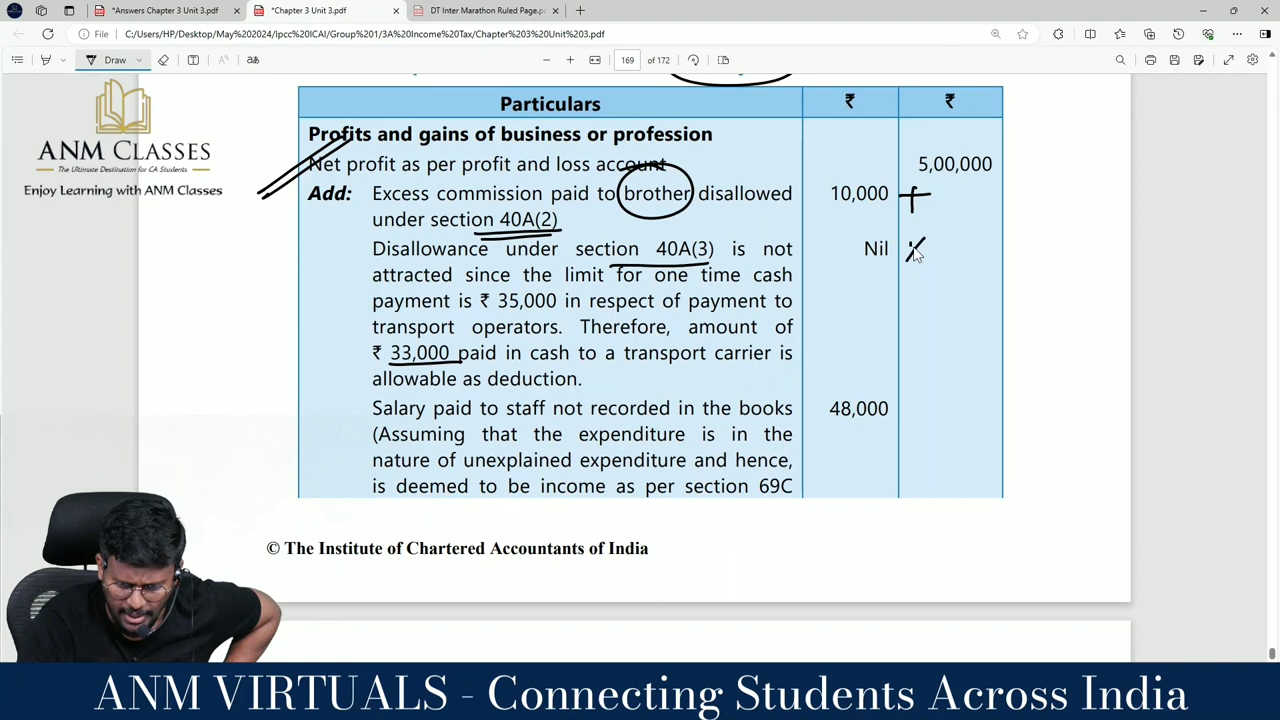 *Answers Chapter 3 Unit 3.pdf
*Chapter 3 Unit 3.pdf
DT Inter Marathon Ruled Page.p
File
C:/Users/HP/Desktop/May%202024/Ipcc%20ICAI/Group%201/3A%20Income%20Tax/Chapter%203%20Unit%203.pdf
Draw
169 of 172
ANM CLASSES
The Ultimate Destination for CA Students
Enjoy Learning with ANM Classes
Particulars ₹ ₹
Profits and gains of business or profession
Net profit as per profit and loss account 5,00,000
Add: Excess commission paid to brother disallowed 10,000 +
under section 40A(2)
Disallowance under section 40A(3) is not Nil
attracted since the limit for one time cash
payment is ₹ 35,000 in respect of payment to
transport operators. Therefore, amount of
₹ 33,000 paid in cash to a transport carrier is
allowable as deduction.
Salary paid to staff not recorded in the books 48,000
(Assuming that the expenditure is in the
nature of unexplained expenditure and hence,
is deemed to be income as per section 69C
© The Institute of Chartered Accountants of India
ANM VIRTUALS - Connecting Students Across India